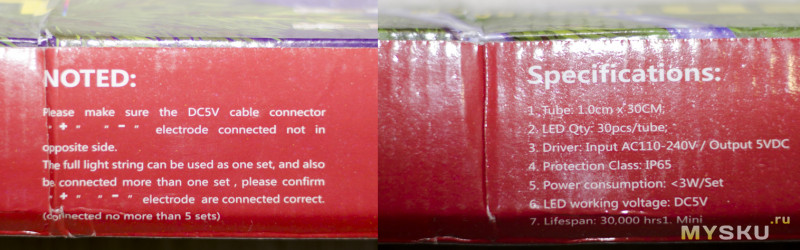 NOTED:
Please make sure the DC5V cable connector
"+" "-" electrode connected not in
opposite side.
The full light string can be used as one set, and also
be connected more than one set , please confirm
"+" "-" electrode are connected correct.
(connected no more than 5 sets)
Specifications:
1. Tube: 1.0cm x 30CM;
2. LED Qty: 30pcs/tube;
3. Driver: Input AC110-240V / Output 5VDC
4. Protection Class: IP65
5. Power consumption: <3W/Set
6. LED working voltage: DC5V
7. Lifespan: 30,000 hrs1. Mini
MYSKU.ru